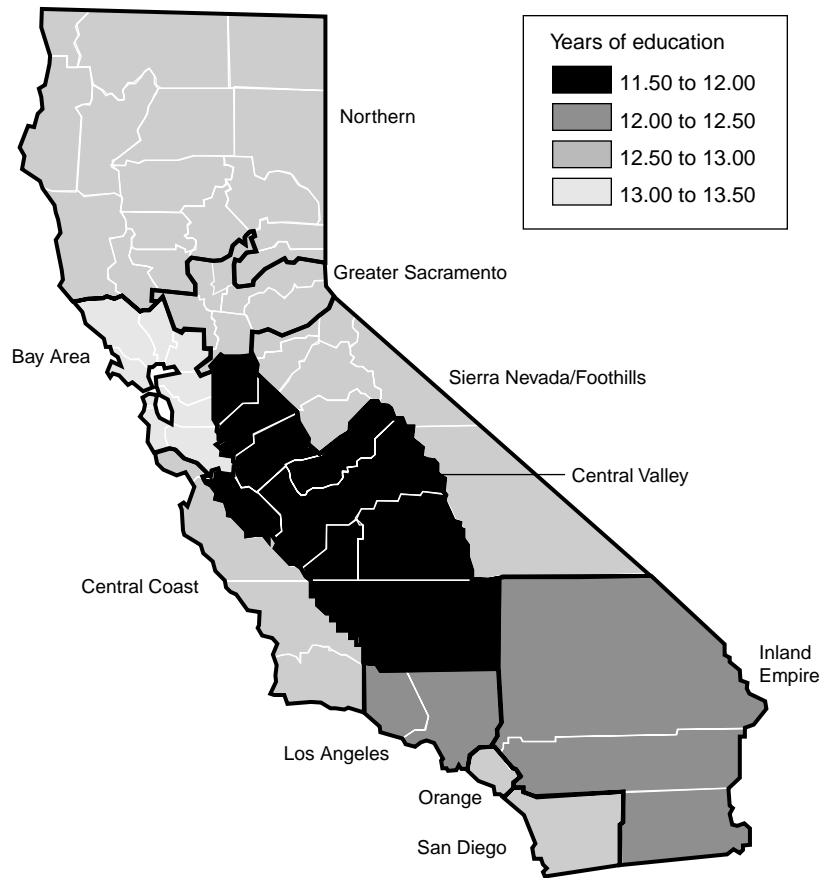 Years of education
11.50 to 12.00
12.00 to 12.50
12.50 to 13.00
13.00 to 13.50
Northern
Greater Sacramento
Bay Area
Sierra Nevada/Foothills
Central Valley
Central Coast
Inland
Empire
Los Angeles
Orange
San Diego